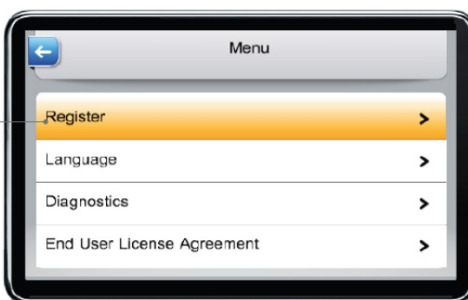 Menu
Register
Language
Diagnostics
End User License Agreement